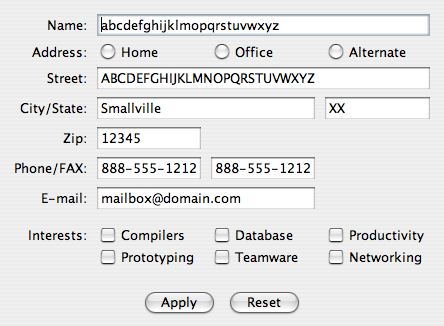 Name: abcdefghijklmopqrstuvwxyz
Address: Home Office Alternate
Street: ABCDEFGHIJKLMNOPQRSTUVWXYZ
City/State: Smallville XX
Zip: 12345
Phone/FAX: 888-555-1212 888-555-1212
E-mail: mailbox@domain.com
Interests: Compilers Database Productivity
Prototyping Teamware Networking
Apply Reset